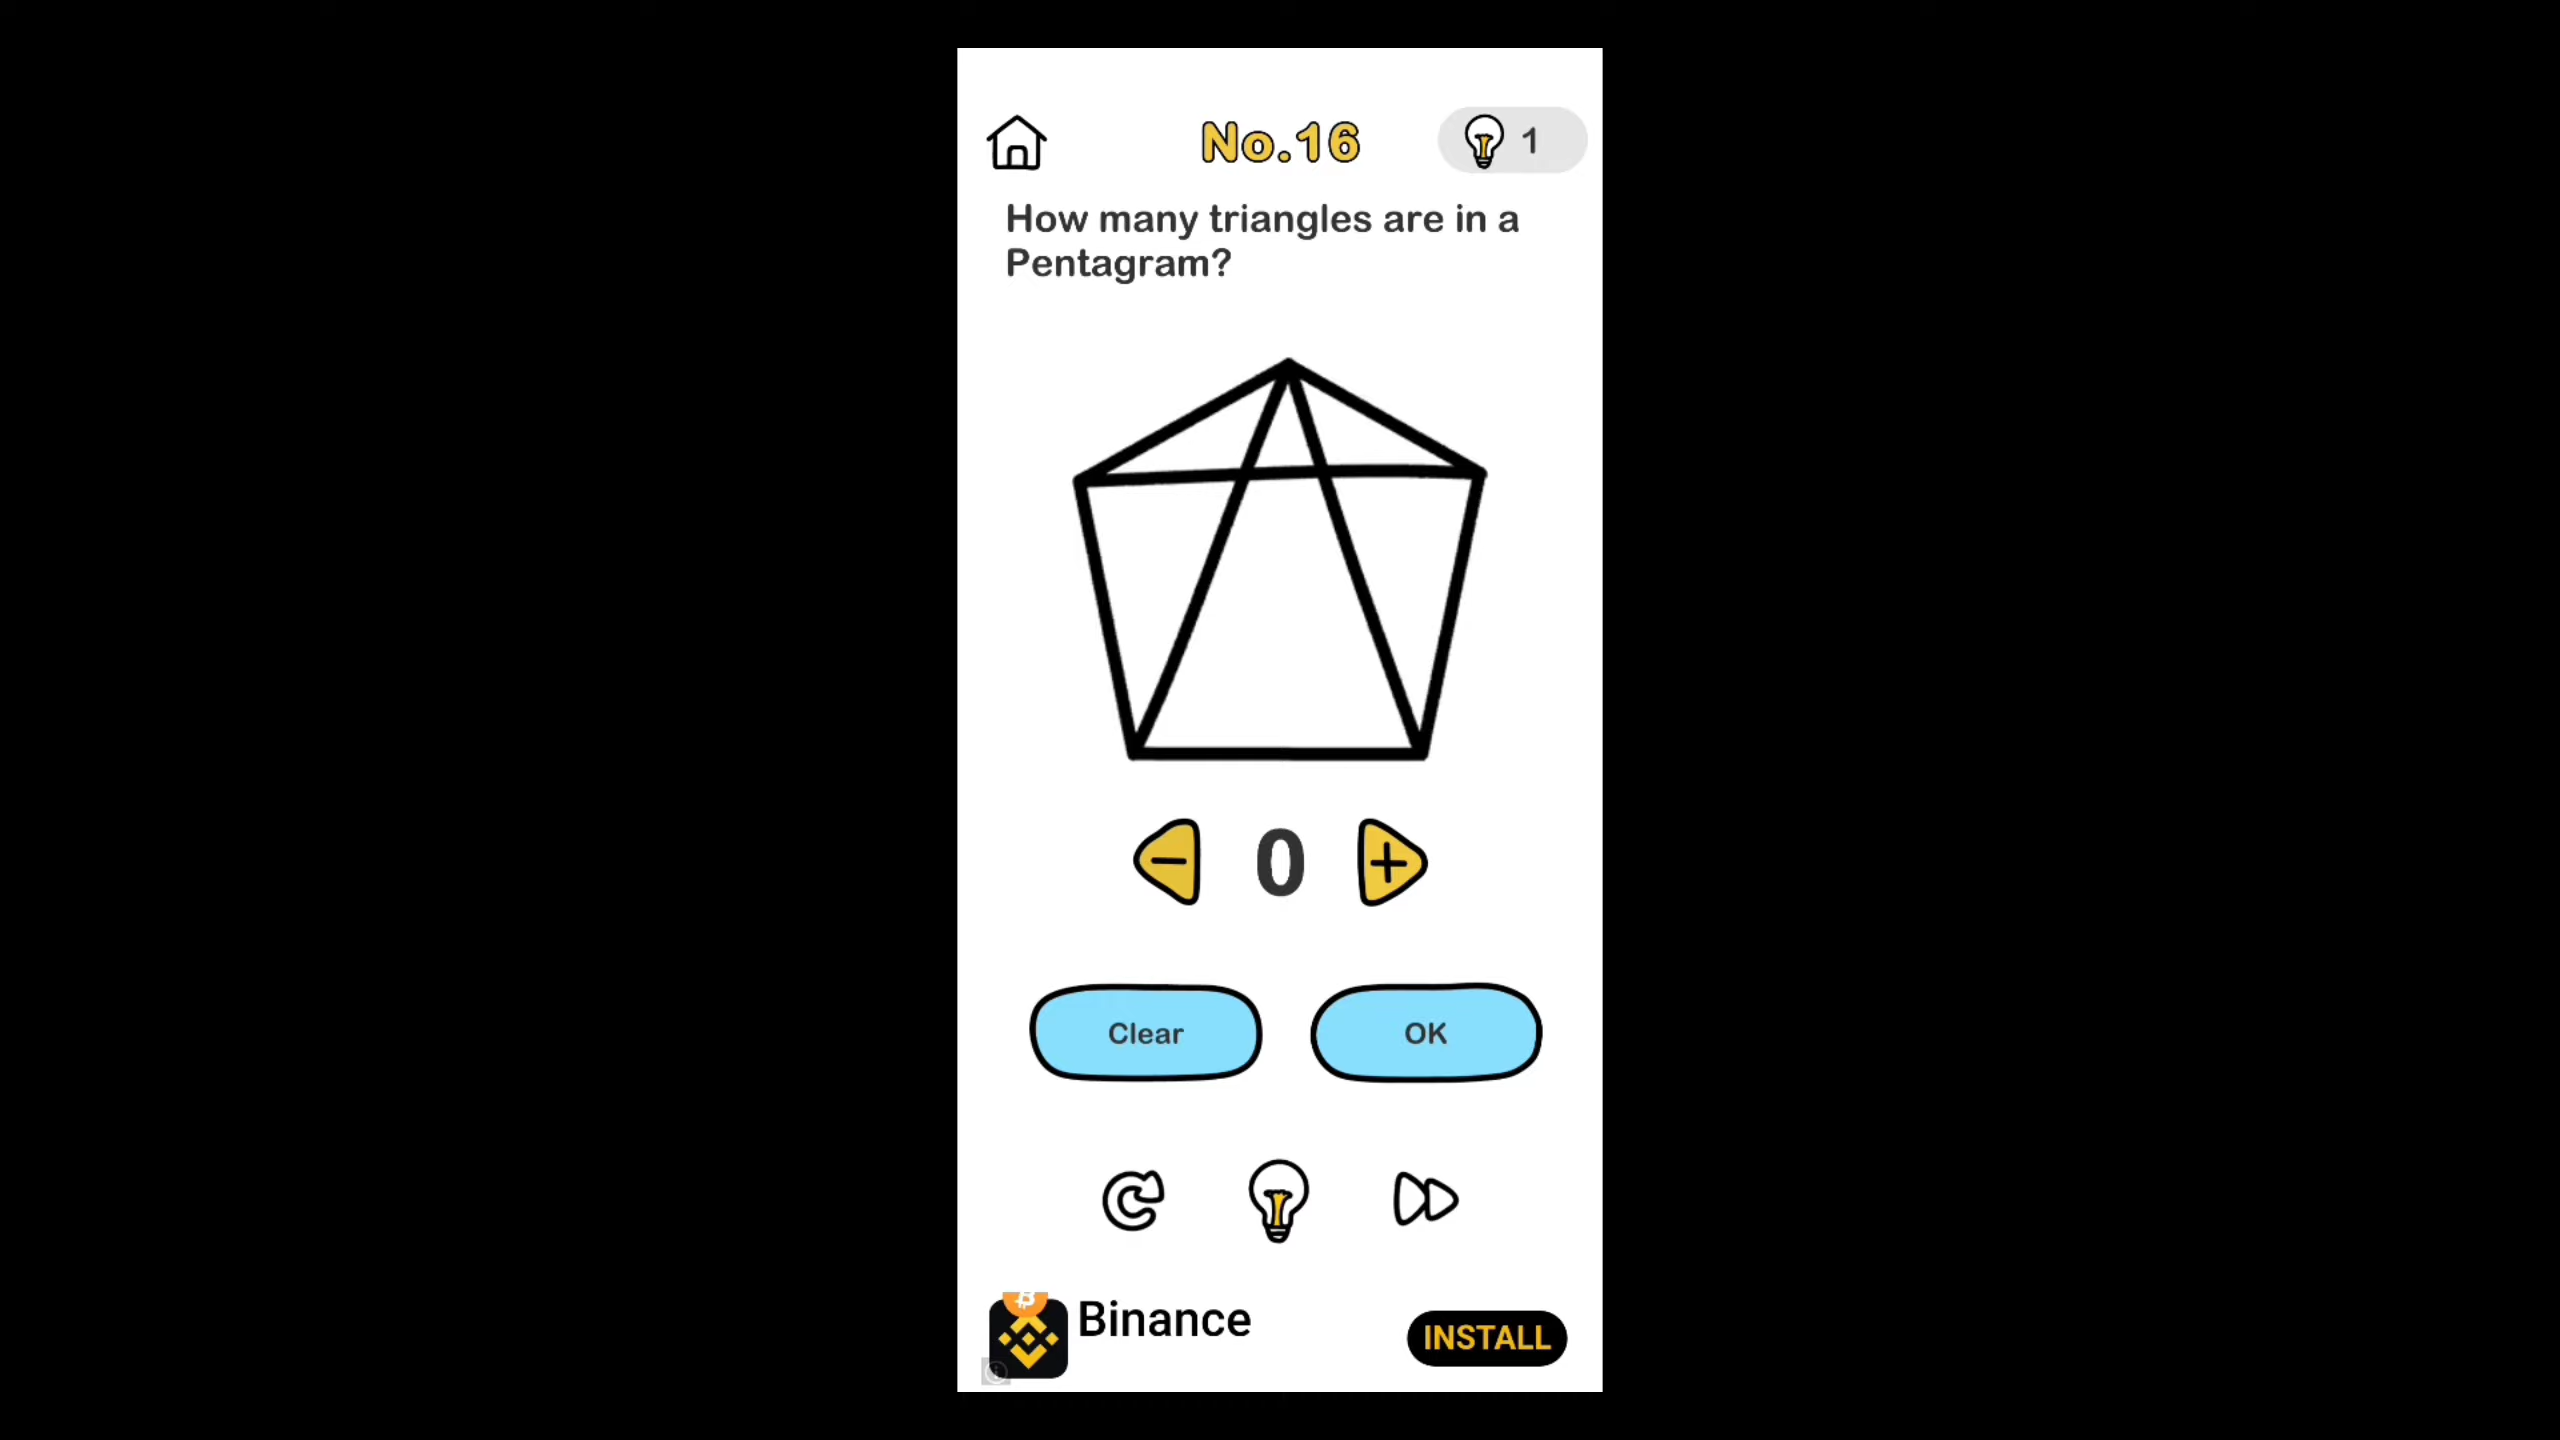 No.16
1
How many triangles are in a
Pentagram?
0
Clear
OK
Binance
INSTALL